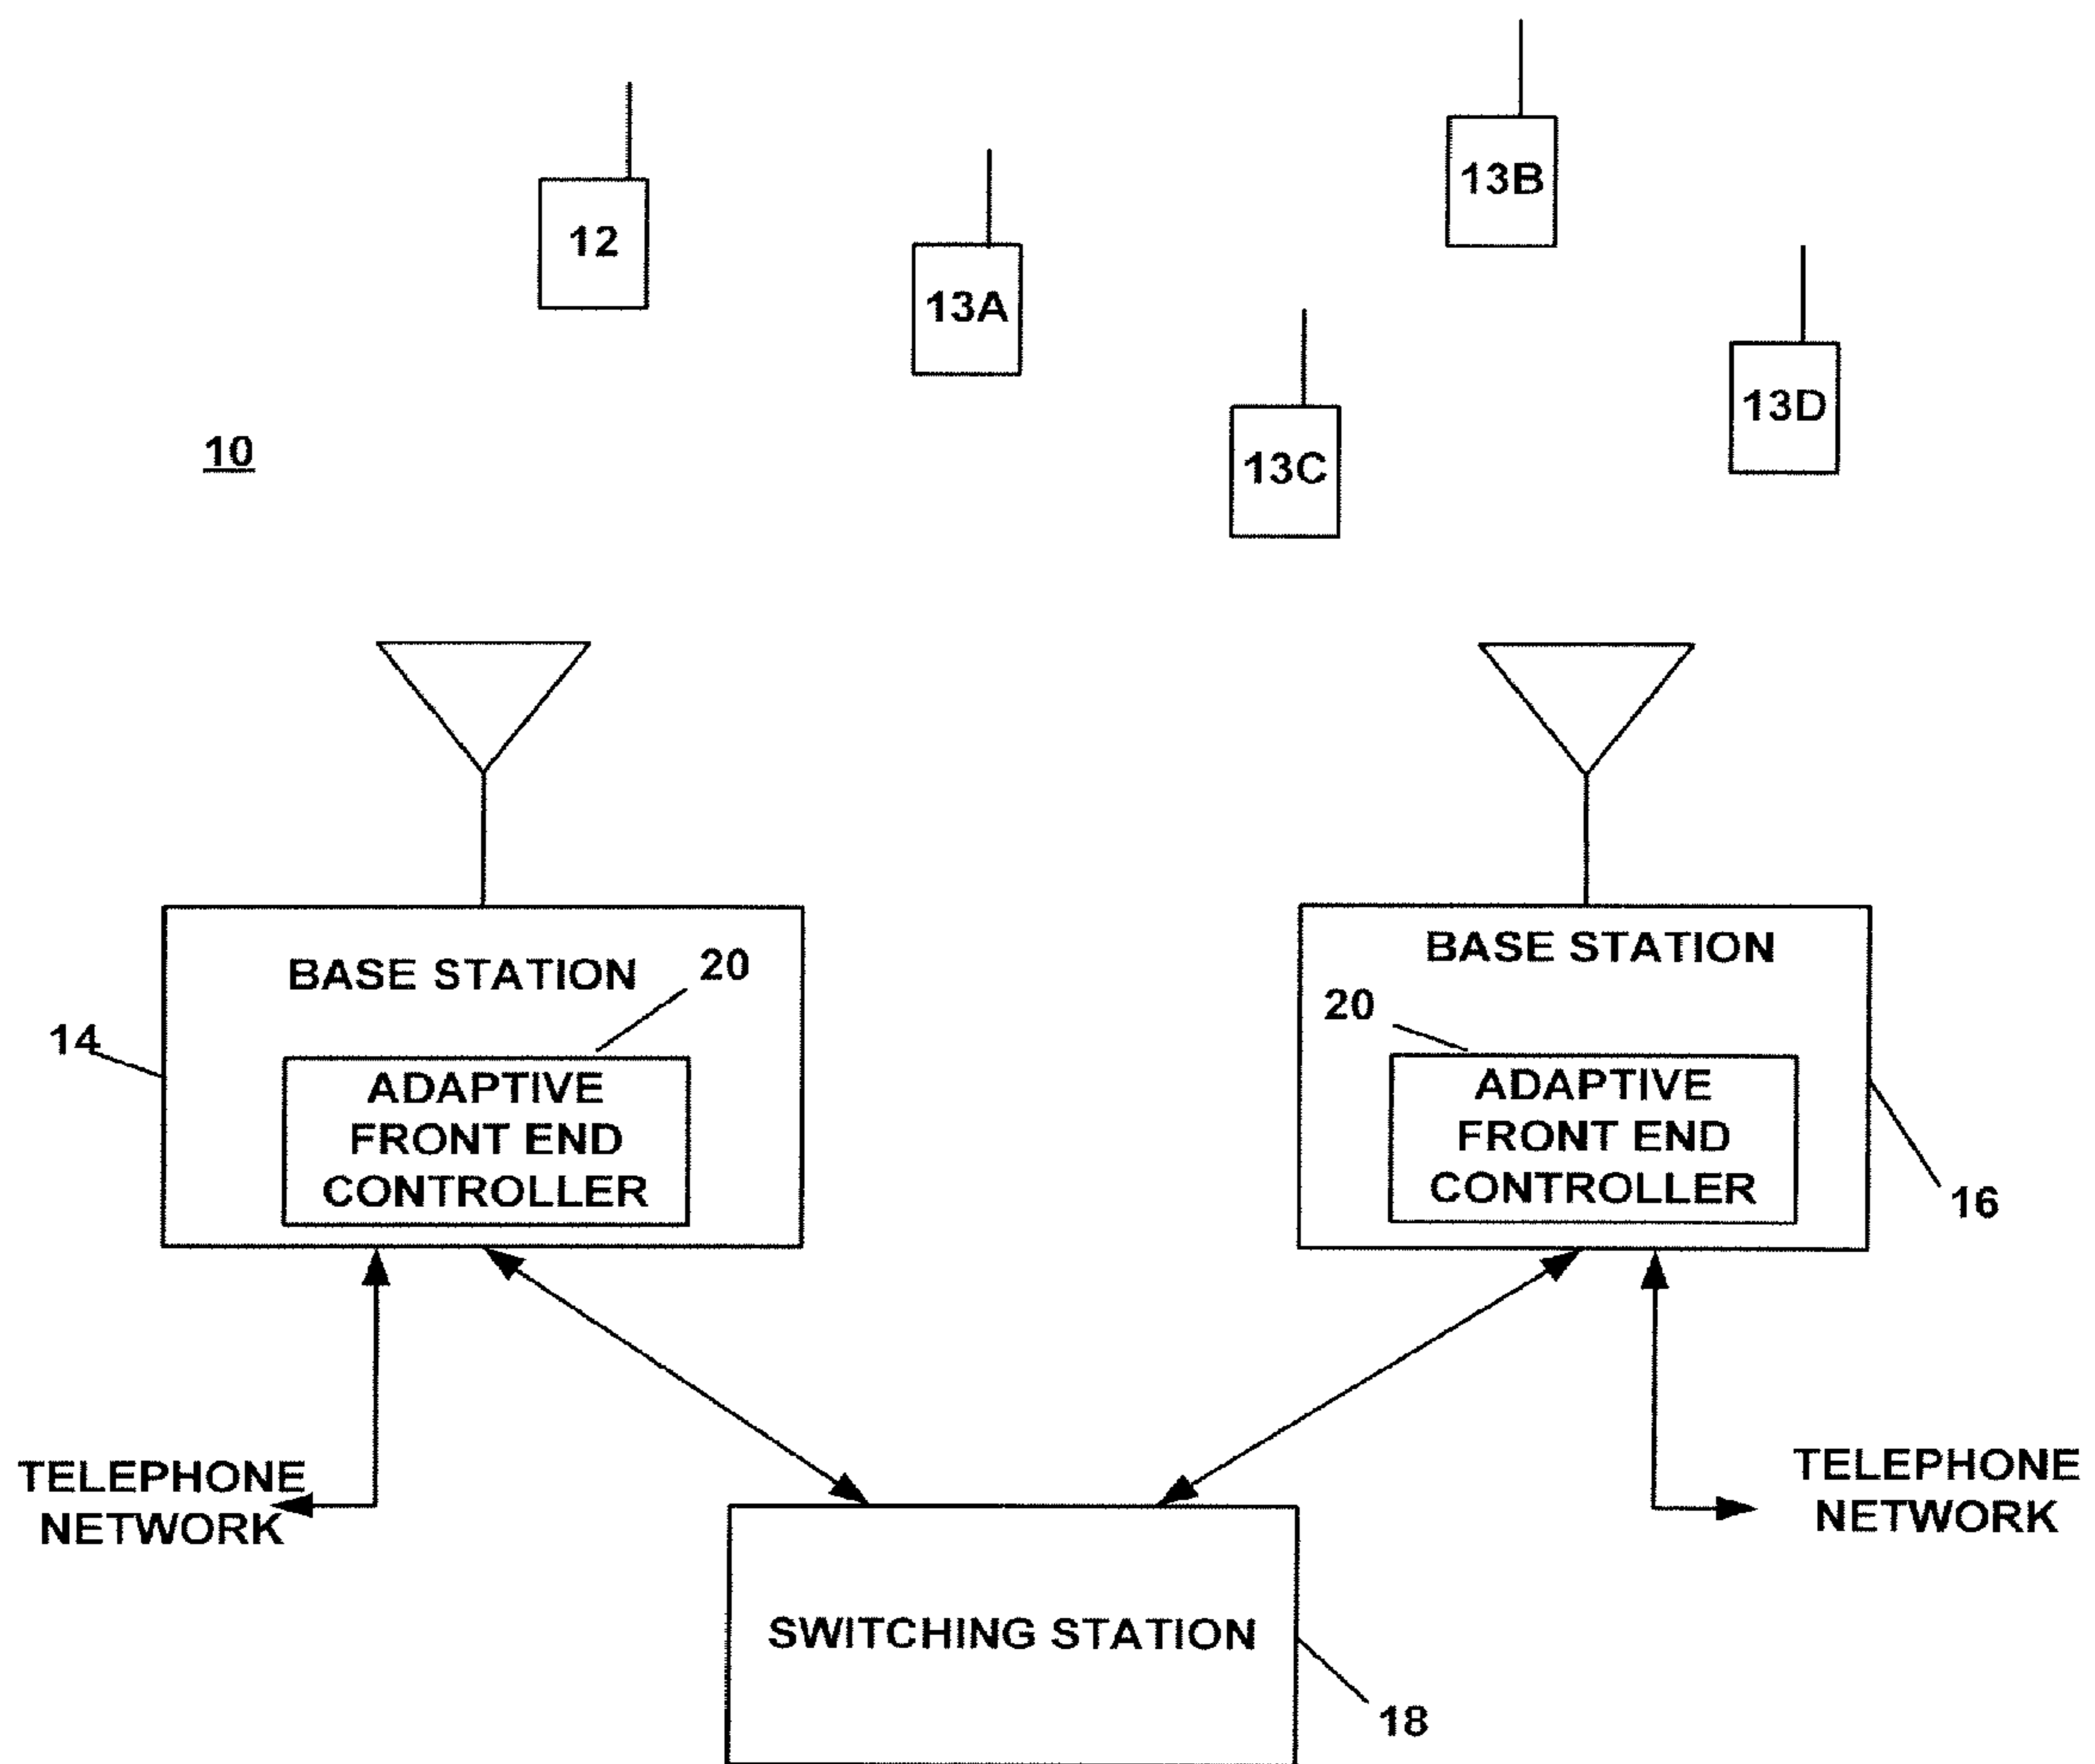 13B
12
13A
13D
10
13C
BASE STATION
20
14
ADAPTIVE
FRONT END
CONTROLLER
BASE STATION
20
ADAPTIVE
FRONT END
CONTROLLER
16
TELEPHONE
NETWORK
TELEPHONE
NETWORK
SWITCHING STATION
18